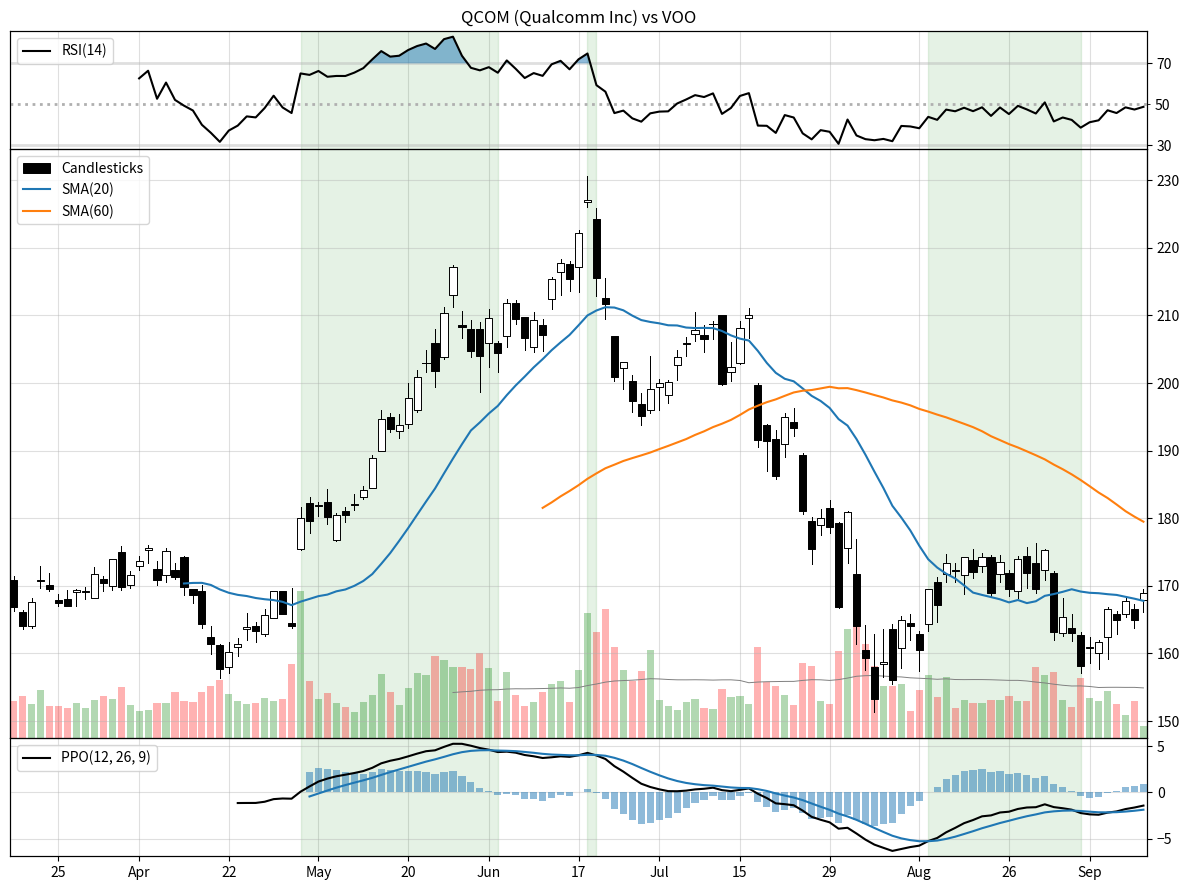 QCOM (Qualcomm Inc) vs VOO
RSI(14)
70
50
30
Candlesticks
SMA(20)
SMA(60)
230
220
210
200
190
180
170
160
150
PPO(12, 26, 9)
5
0
−5
25 Apr 22 May 20 Jun 17 Jul 15 29 Aug 26 Sep